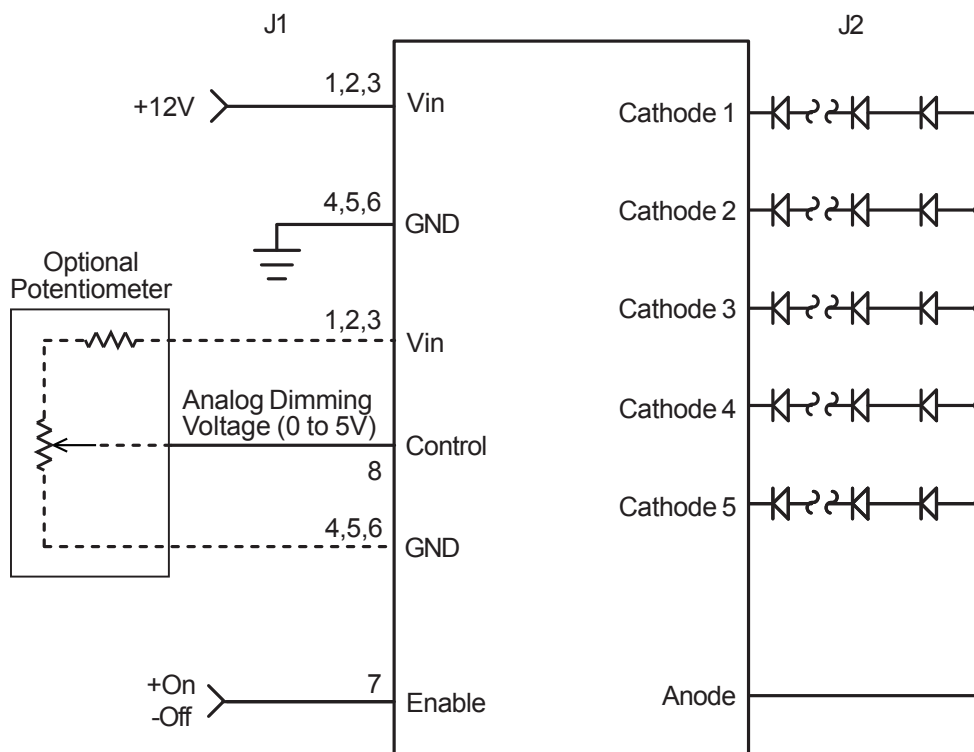 J1
J2
1,2,3
+12V
Vin
Cathode 1
4,5,6
GND
Cathode 2
Optional
Potentiometer
1,2,3
Vin
Cathode 3
Analog Dimming
Voltage (0 to 5V)
Control
8
Cathode 4
4,5,6
GND
Cathode 5
+On
-Off
7
Enable
Anode